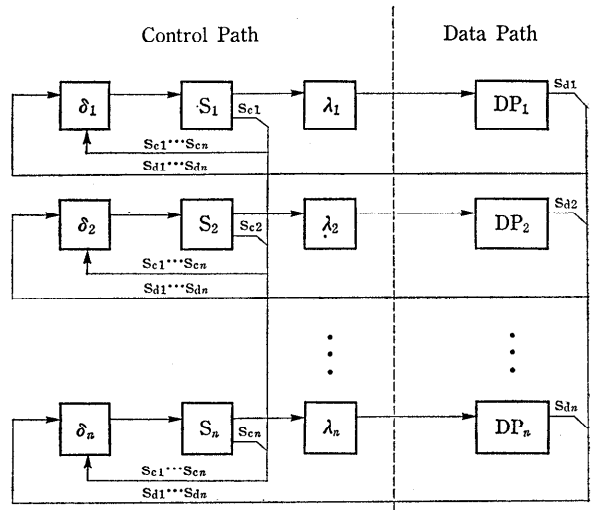 Control Path Data Path
δ1 S1 λ1 DP1 Sd1
Sc1
Sc1···Scn
Sd1···Sdn
δ2 S2 λ2 DP2 Sd2
Sc2
Sc1···Scn
Sd1···Sdn
δn Sn λn DPn Sdn
Scn
Sc1···Scn
Sd1···Sdn